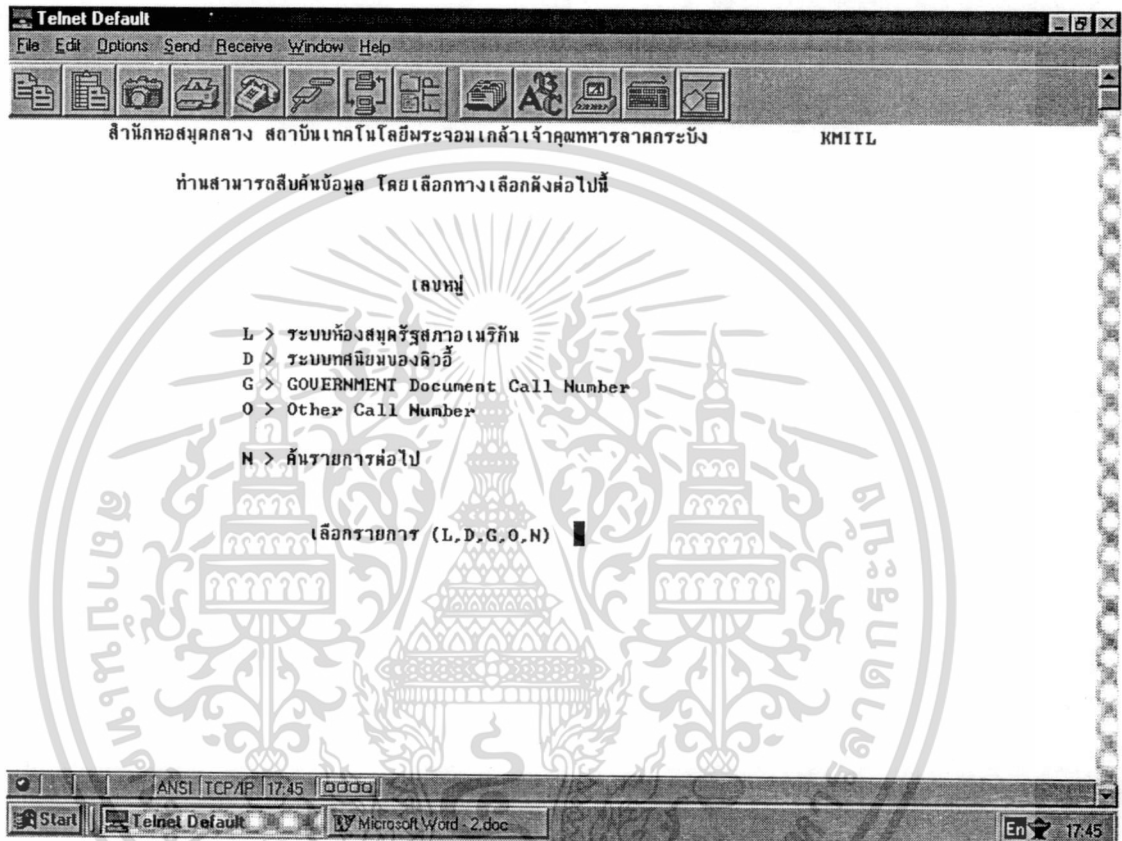 Telnet Default
File Edit Options Send Receive Window Help
สำนักหอสมุดกลาง สถาบันเทคโนโลยีพระจอมเกล้าเจ้าคุณทหารลาดกระบัง KMITL
ท่านสามารถสืบค้นข้อมูล โดยเลือกทางเลือกดังต่อไปนี้
เลขหมู่
L > ระบบห้องสมุดรัฐสภาอเมริกัน
D > ระบบทศนิยมของดิวอี้
G > GOVERNMENT Document Call Number
O > Other Call Number
N > ค้นรายการต่อไป
เลือกรายการ (L,D,G,O,N)
ANSI TCP/IP 17:45
Start Telnet Default Microsoft Word - 2.doc En 17:45